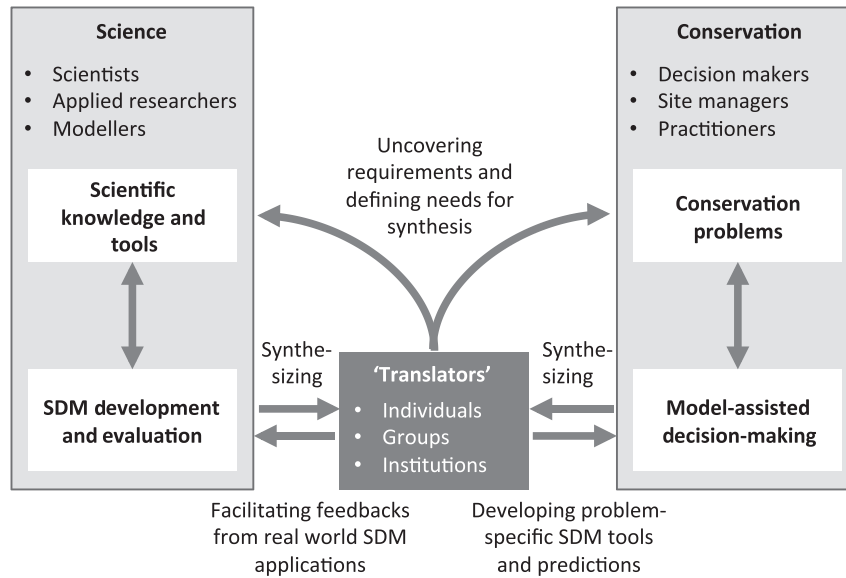 Science
• Scientists
• Applied researchers
• Modellers
Scientific
knowledge and
tools
SDM development
and evaluation
Uncovering
requirements and
defining needs for
synthesis
Synthe-
sizing
'Translators'
• Individuals
• Groups
• Institutions
Synthe-
sizing
Facilitating feedbacks
from real world SDM
applications
Developing problem-
specific SDM tools
and predictions
Conservation
• Decision makers
• Site managers
• Practitioners
Conservation
problems
Model-assisted
decision-making